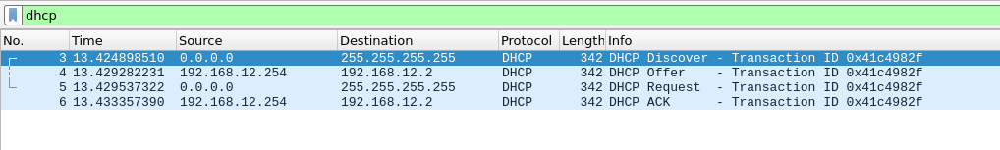 dhcp
No. Time Source Destination Protocol Length Info
3 13.424898510 0.0.0.0 255.255.255.255 DHCP 342 DHCP Discover - Transaction ID 0x41c4982f
4 13.429282231 192.168.12.254 192.168.12.2 DHCP 342 DHCP Offer - Transaction ID 0x41c4982f
5 13.429537322 0.0.0.0 255.255.255.255 DHCP 342 DHCP Request - Transaction ID 0x41c4982f
6 13.433357390 192.168.12.254 192.168.12.2 DHCP 342 DHCP ACK - Transaction ID 0x41c4982f